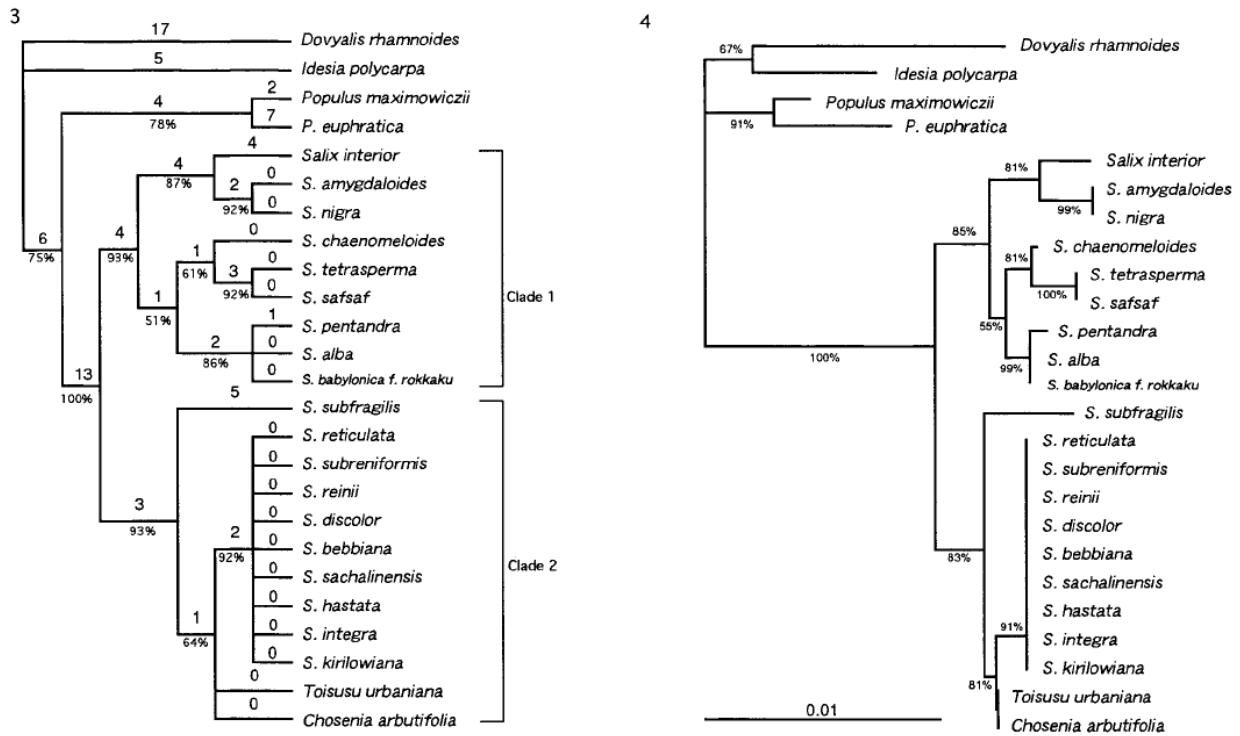 3
17
Dovyalis rhamnoides
5
Idesia polycarpa
4
78%
2
Populus maximowiczii
7
P. euphratica
6
75%
4
Salix interior
4
87%
0
S. amygdaloides
2
92%
0
S. nigra
4
93%
0
S. chaenomeloides
1
61%
0
S. tetrasperma
3
92%
0
S. safsaf
1
51%
1
S. pentandra
2
86%
0
S. alba
0
S. babylonica f. rokkaku
Clade 1
13
100%
5
S. subfragilis
0
S. reticulata
0
S. subreniformis
0
S. reinii
3
93%
0
S. discolor
2
92%
0
S. bebbiana
0
S. sachalinensis
0
S. hastata
0
S. integra
0
S. kirilowiana
1
64%
0
Toisusu urbaniana
0
Chosenia arbutifolia
Clade 2
4
67%
Dovyalis rhamnoides
Idesia polycarpa
91%
Populus maximowiczii
P. euphratica
81%
Salix interior
99%
S. amygdaloides
S. nigra
85%
81%
S. chaenomeloides
100%
S. tetrasperma
S. safsaf
55%
S. pentandra
99%
S. alba
S. babylonica f. rokkaku
100%
S. subfragilis
83%
S. reticulata
S. subreniformis
S. reinii
S. discolor
S. bebbiana
S. sachalinensis
S. hastata
91%
S. integra
S. kirilowiana
81%
Toisusu urbaniana
Chosenia arbutifolia
0.01